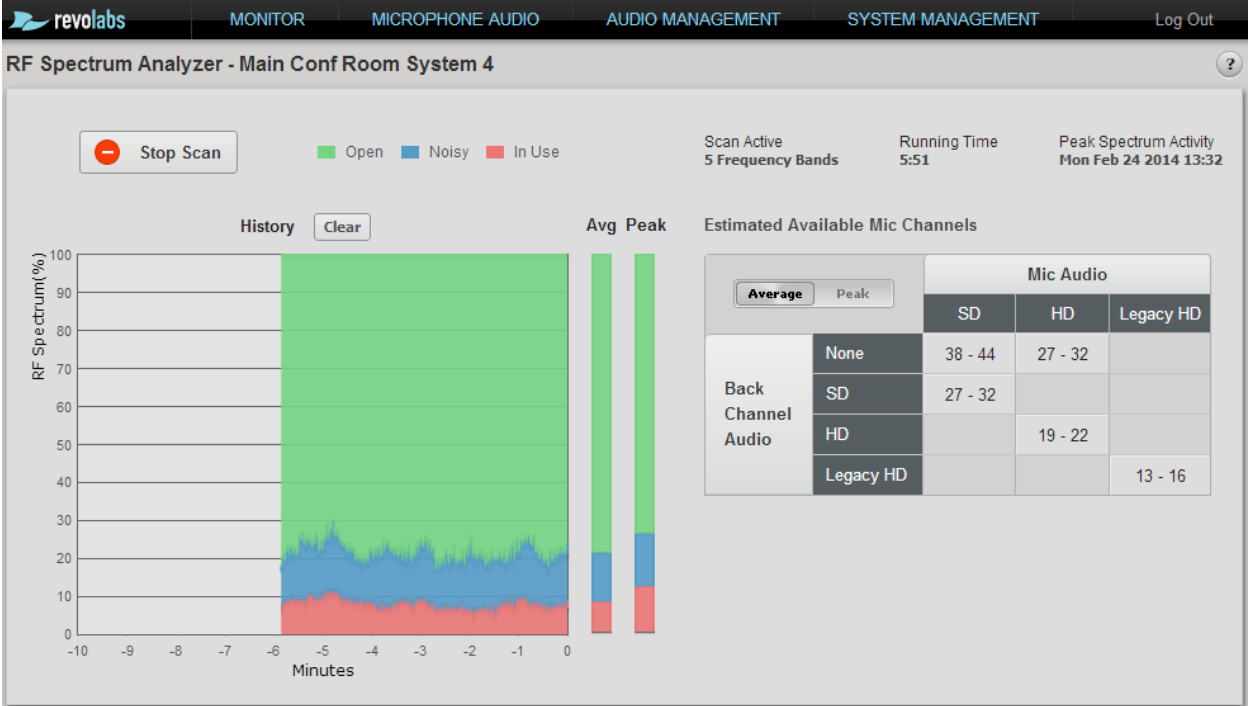 revolabs MONITOR MICROPHONE AUDIO AUDIO MANAGEMENT SYSTEM MANAGEMENT Log Out
RF Spectrum Analyzer - Main Conf Room System 4 ?
Stop Scan
Open Noisy In Use
Scan Active
5 Frequency Bands
Running Time
5:51
Peak Spectrum Activity
Mon Feb 24 2014 13:32
History Clear
Avg Peak
RF Spectrum(%)
100
90
80
70
60
50
40
30
20
10
0
-10 -9 -8 -7 -6 -5 -4 -3 -2 -1 0
Minutes
Estimated Available Mic Channels
Average Peak
Mic Audio
SD HD Legacy HD
Back
Channel
Audio
None 38 - 44 27 - 32
SD 27 - 32
HD 19 - 22
Legacy HD 13 - 16